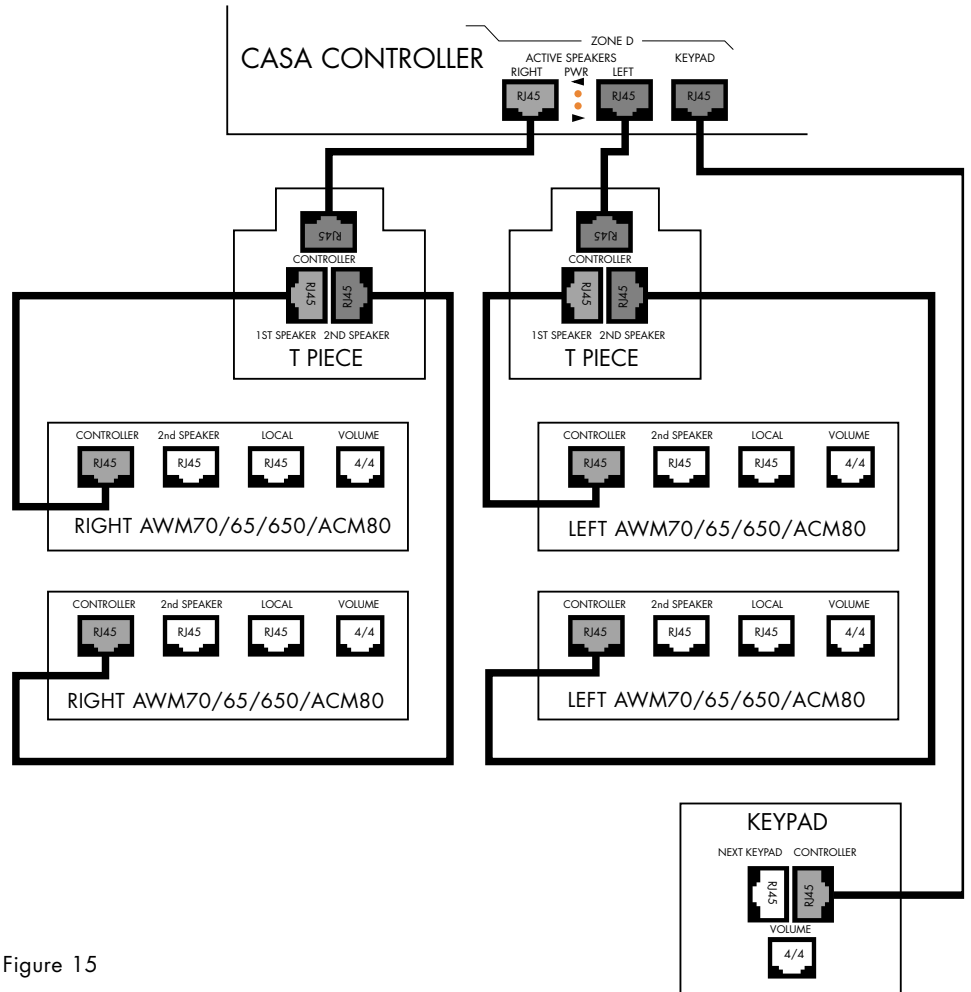 ZONE D
CASA CONTROLLER
ACTIVE SPEAKERS
KEYPAD
RIGHT PWR LEFT
RJ45 RJ45 RJ45
RJ45 RJ45
CONTROLLER CONTROLLER
RJ45 RJ45 RJ45 RJ45
1ST SPEAKER 2ND SPEAKER 1ST SPEAKER 2ND SPEAKER
T PIECE T PIECE
CONTROLLER 2nd SPEAKER LOCAL VOLUME
RJ45 RJ45 RJ45 4/4
RIGHT AWM70/65/650/ACM80
CONTROLLER 2nd SPEAKER LOCAL VOLUME
RJ45 RJ45 RJ45 4/4
LEFT AWM70/65/650/ACM80
CONTROLLER 2nd SPEAKER LOCAL VOLUME
RJ45 RJ45 RJ45 4/4
RIGHT AWM70/65/650/ACM80
CONTROLLER 2nd SPEAKER LOCAL VOLUME
RJ45 RJ45 RJ45 4/4
LEFT AWM70/65/650/ACM80
KEYPAD
NEXT KEYPAD CONTROLLER
RJ45 RJ45
VOLUME
4/4
Figure 15